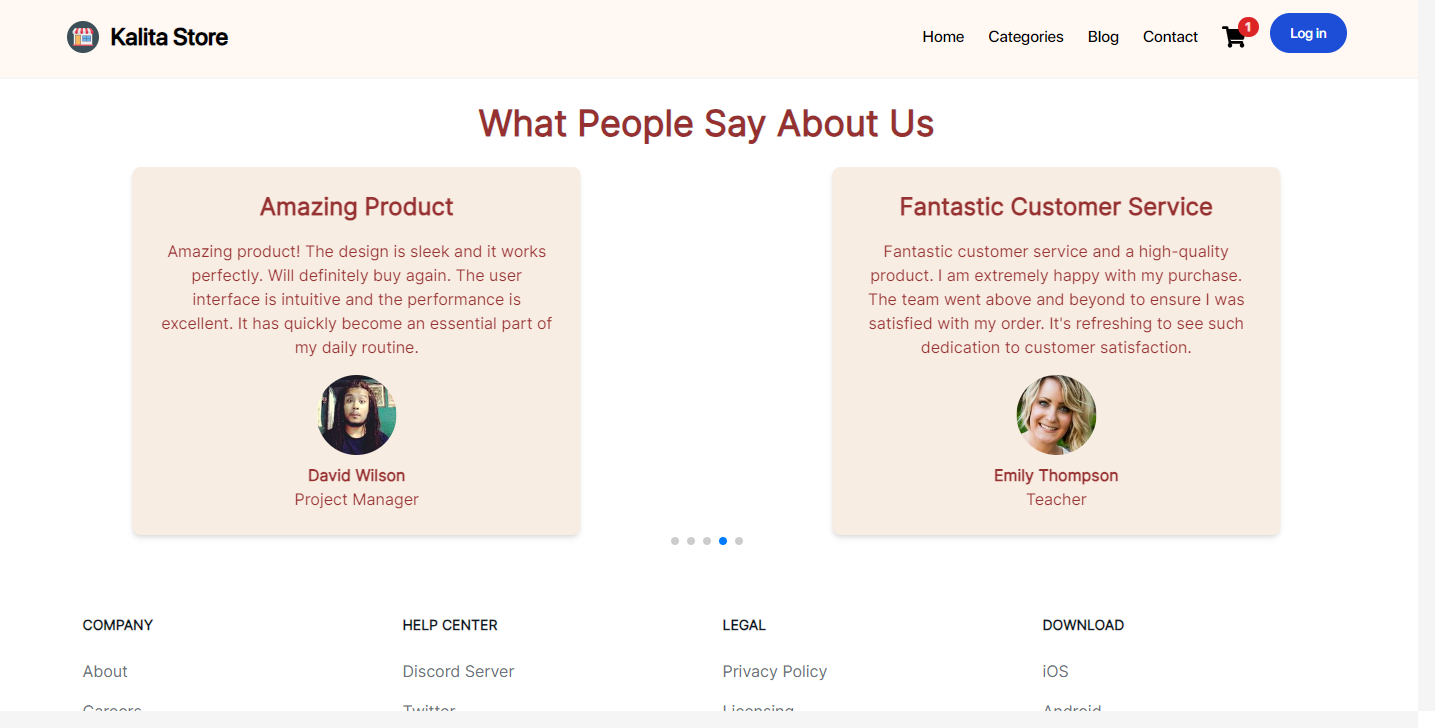 Kalita Store
Home
Categories
Blog
Contact
1
Log in
What People Say About Us
Amazing Product
Amazing product! The design is sleek and it works
perfectly. Will definitely buy again. The user
interface is intuitive and the performance is
excellent. It has quickly become an essential part of
my daily routine.
David Wilson
Project Manager
Fantastic Customer Service
Fantastic customer service and a high-quality
product. I am extremely happy with my purchase.
The team went above and beyond to ensure I was
satisfied with my order. It's refreshing to see such
dedication to customer satisfaction.
Emily Thompson
Teacher
COMPANY
About
Careers
HELP CENTER
Discord Server
Twitter
LEGAL
Privacy Policy
Licensing
DOWNLOAD
iOS
Android